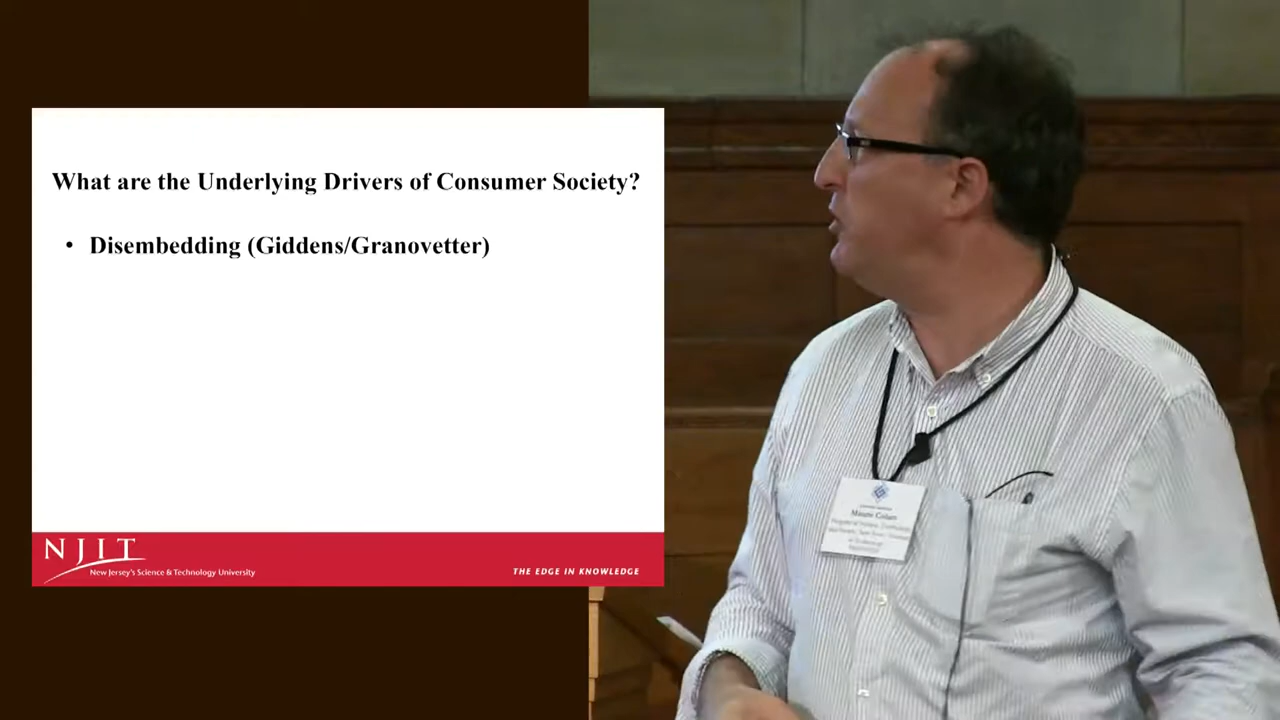 What are the Underlying Drivers of Consumer Society?
• Disembedding (Giddens/Granovetter)
NJIT
New Jersey's Science & Technology University
THE EDGE IN KNOWLEDGE